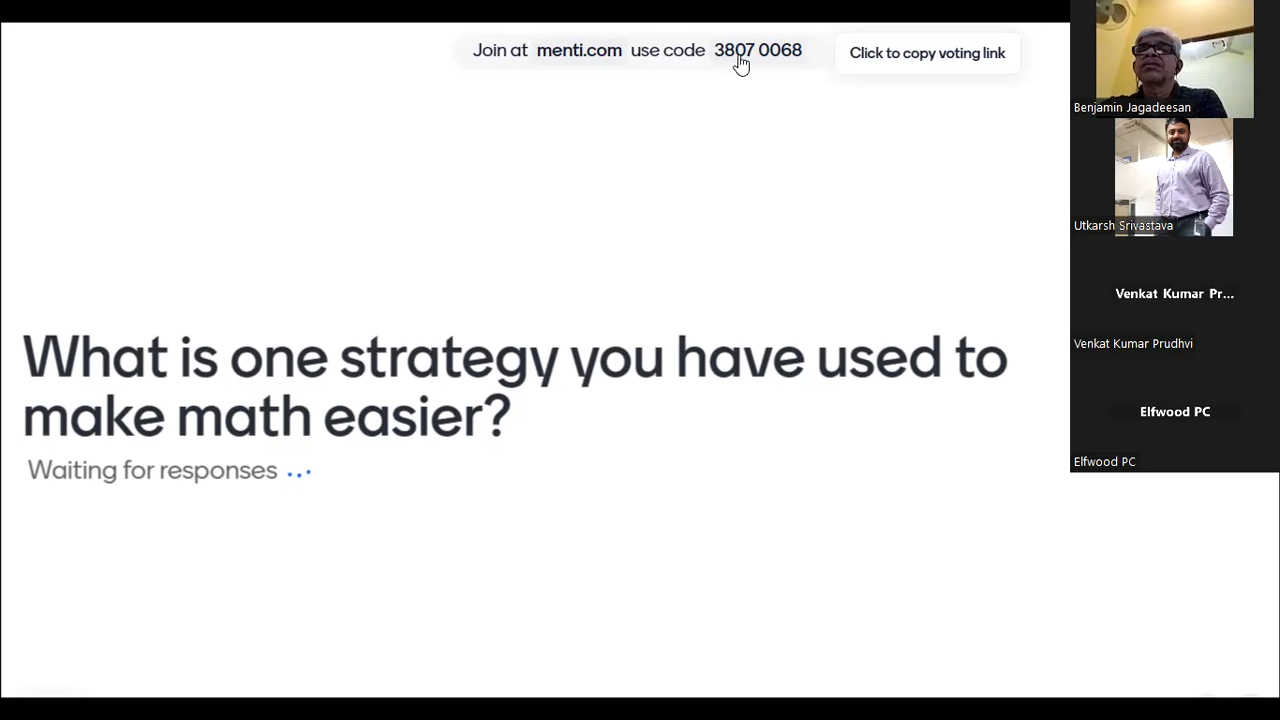 Join at menti.com use code 3807 0068
Click to copy voting link
What is one strategy you have used to
make math easier?
Waiting for responses
Benjamin Jagadeesan
Utkarsh Srivastava
Venkat Kumar Pr...
Venkat Kumar Prudhvi
Elfwood PC
Elfwood PC